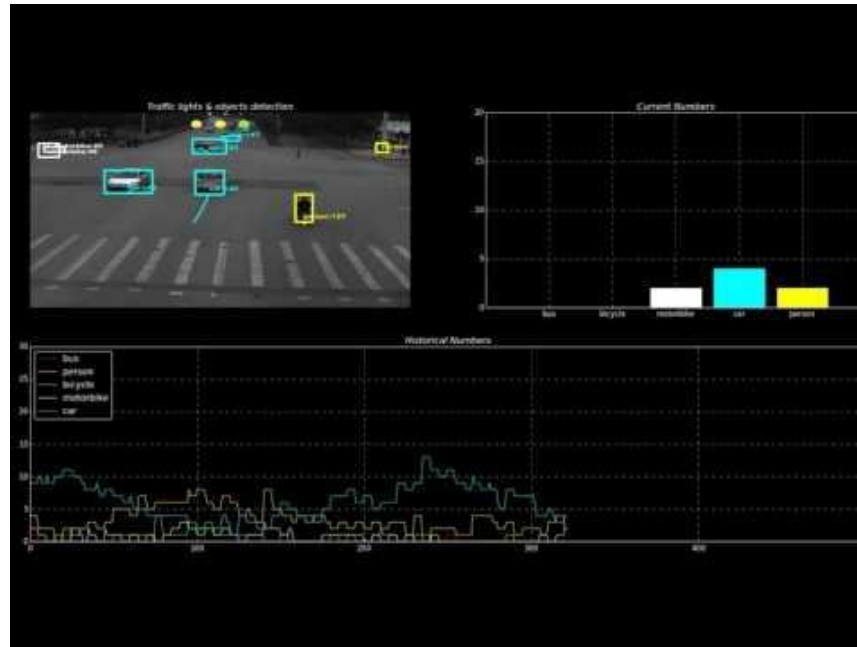 Traffic lights & objects detection
Current Numbers
20
15
10
5
0
bus bicycle motorbike car person
Historical Numbers
30
25
20
15
10
5
0
bus
person
bicycle
motorbike
car
0 100 200 300 400